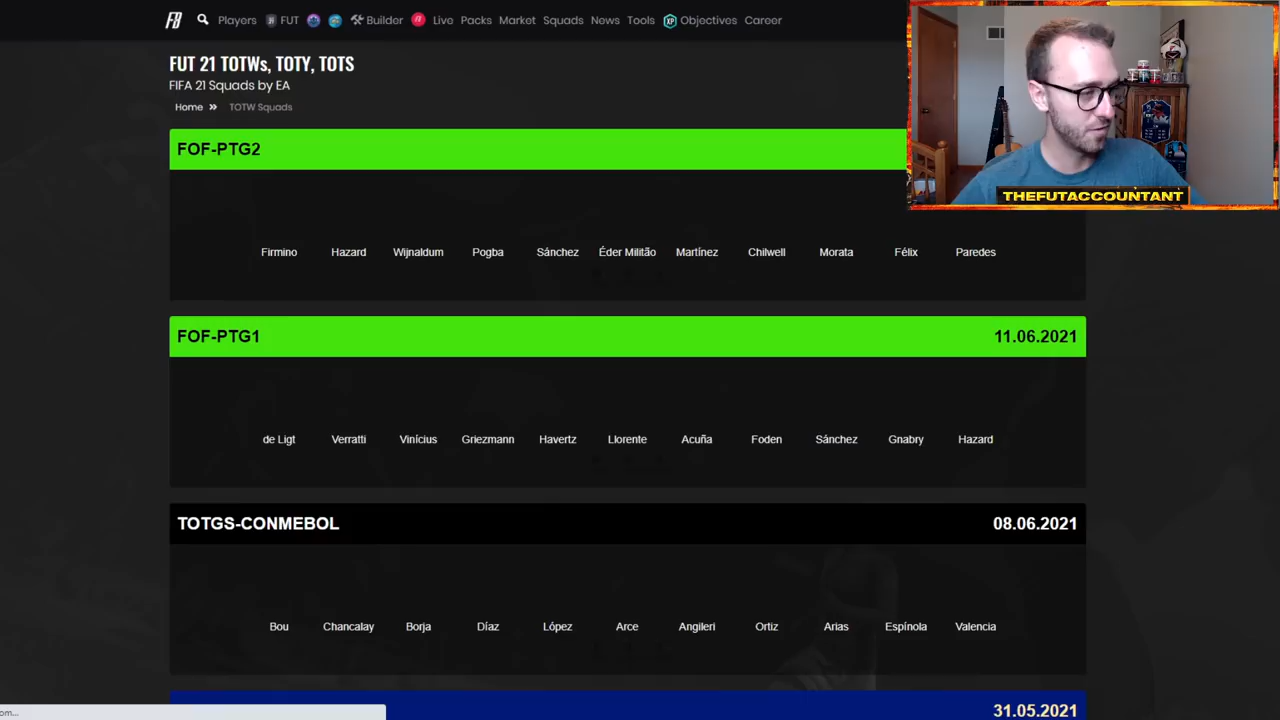 Players FUT Builder Live Packs Market Squads News Tools XP Objectives Career
FUT 21 TOTWs, TOTY, TOTS
FIFA 21 Squads by EA
Home » TOTW Squads
FOF-PTG2
Firmino Hazard Wijnaldum Pogba Sánchez Éder Militão Martínez Chilwell Morata Félix Paredes
FOF-PTG1 11.06.2021
de Ligt Verratti Vinícius Griezmann Havertz Llorente Acuña Foden Sánchez Gnabry Hazard
TOTGS-CONMEBOL 08.06.2021
Bou Chancalay Borja Díaz López Arce Angileri Ortiz Arias Espínola Valencia
31.05.2021
om...
THEFUTACCOUNTANT